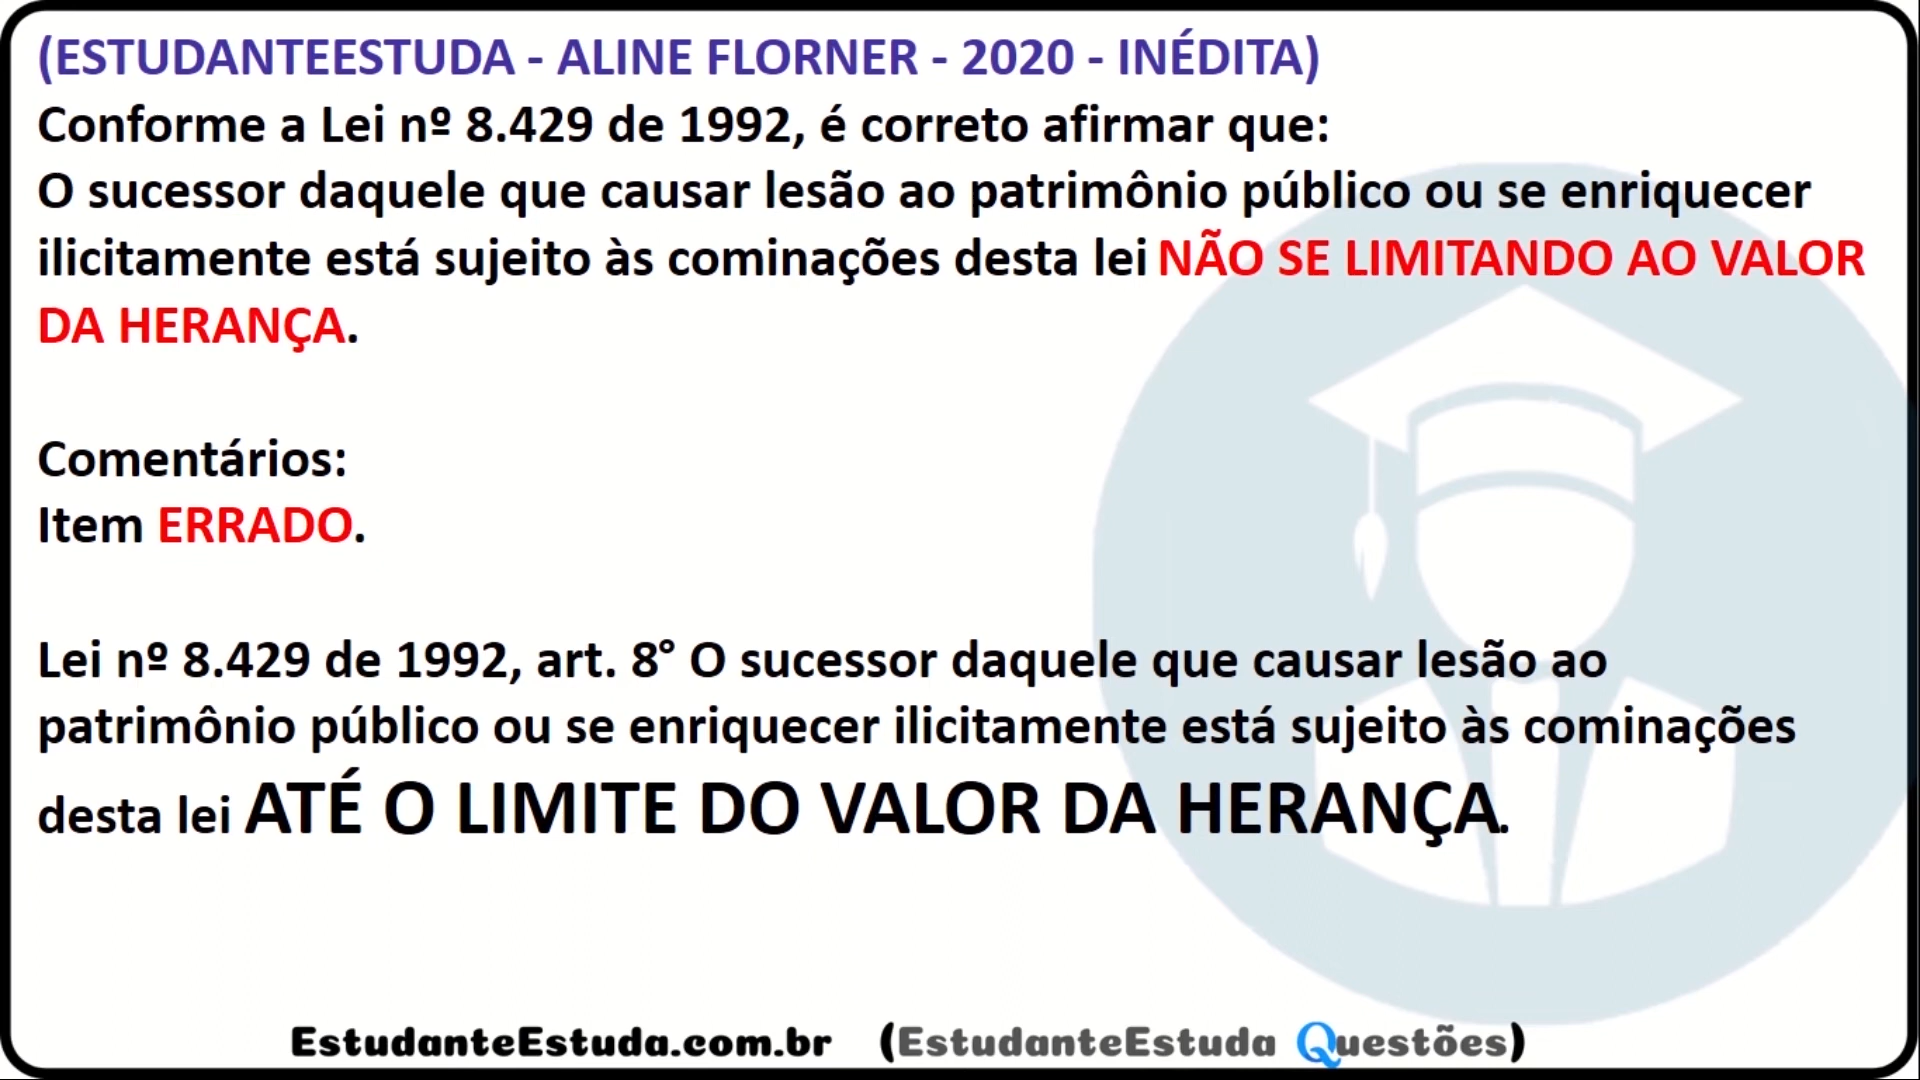 (ESTUDANTEESTUDA - ALINE FLORNER - 2020 - INÉDITA)
Conforme a Lei nº 8.429 de 1992, é correto afirmar que:
O sucessor daquele que causar lesão ao patrimônio público ou se enriquecer
ilicitamente está sujeito às cominações desta lei NÃO SE LIMITANDO AO VALOR
DA HERANÇA.
Comentários:
Item ERRADO.
Lei nº 8.429 de 1992, art. 8° O sucessor daquele que causar lesão ao
patrimônio público ou se enriquecer ilicitamente está sujeito às cominações
desta lei ATÉ O LIMITE DO VALOR DA HERANÇA.
EstudanteEstuda.com.br (EstudanteEstuda Questões)